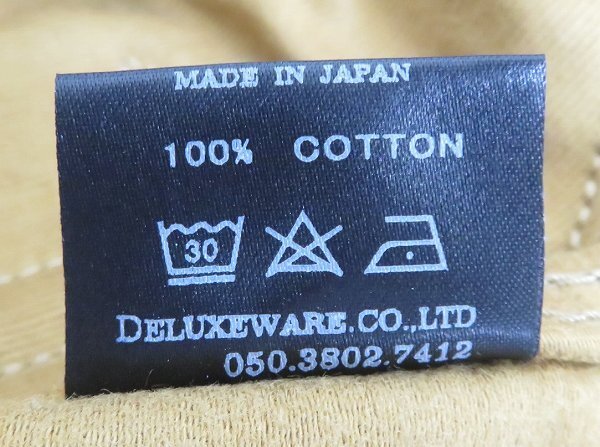 MADE IN JAPAN
100% COTTON
30
DELUXEWARE.CO.,LTD
050.3802.7412